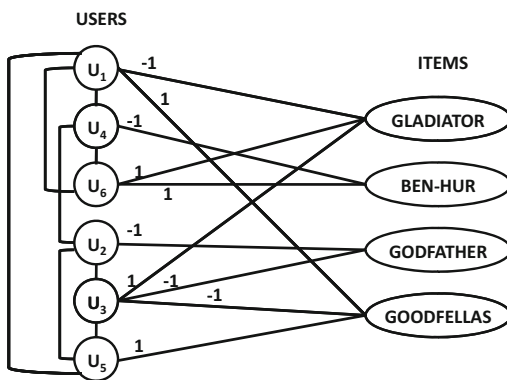 USERS
ITEMS
U1
-1
1
GLADIATOR
U4
-1
U6
1
1
BEN-HUR
U2
-1
GODFATHER
U3
1
-1
-1
GOODFELLAS
U5
1